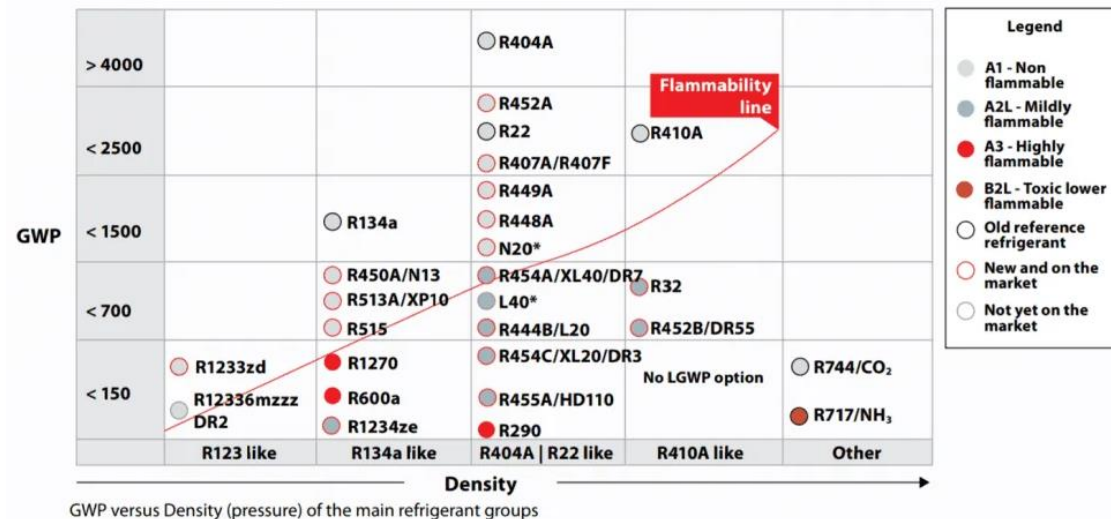 GWP
> 4000
< 2500
< 1500
< 700
< 150
R404A
R452A
R22
R407A/R407F
R449A
R448A
N20*
R454A/XL40/DR7
L40*
R444B/L20
R454C/XL20/DR3
R455A/HD110
R290
R134a
R450A/N13
R513A/XP10
R515
R1270
R600a
R1234ze
R1233zd
R12336mzzz
DR2
Flammability
line
R410A
R32
R452B/DR55
No LGWP option
R744/CO₂
R717/NH₃
R123 like
R134a like
R404A | R22 like
R410A like
Other
Density
GWP versus Density (pressure) of the main refrigerant groups
Legend
A1 - Non
flammable
A2L - Mildly
flammable
A3 - Highly
flammable
B2L - Toxic lower
flammable
Old reference
refrigerant
New and on the
market
Not yet on the
market